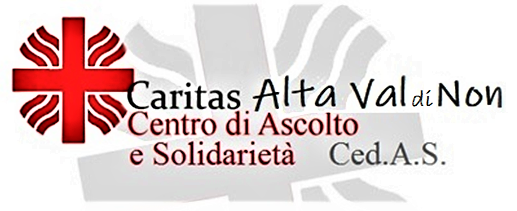 Caritas Alta Val di Non
Centro di Ascolto
e Solidarietà Ced.A.S.